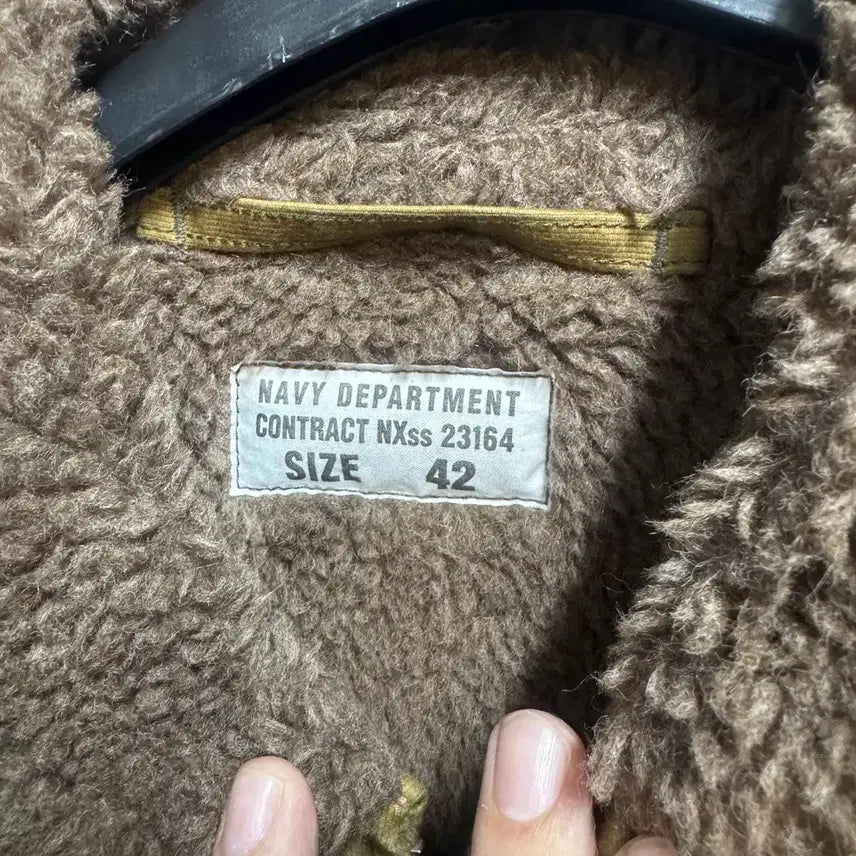 NAVY DEPARTMENT
CONTRACT NXss 23164
SIZE 42